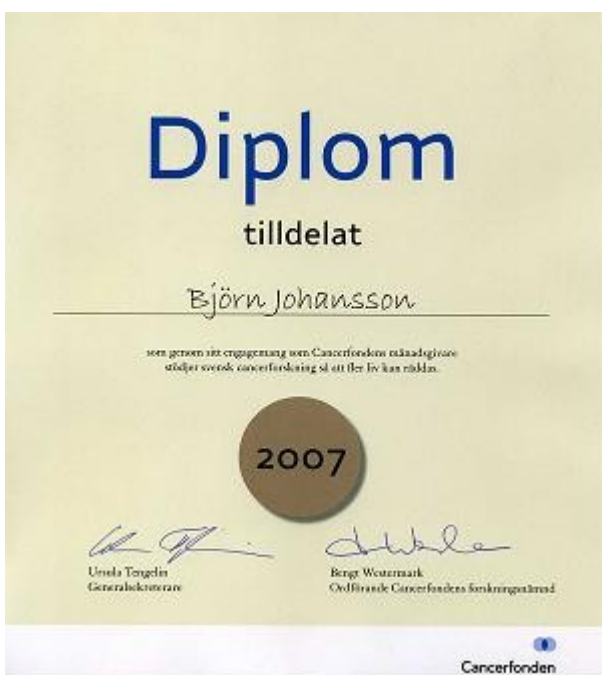 Diplom
tilldelat
Björn Johansson
som genom sitt engagemang som Cancerfondens månadsgivare
stödjer svensk cancerforskning så att fler liv kan räddas.
2007
Ursula Tengelin
Generalsekreterare
Bengt Westermark
Ordförande Cancerfondens forskningsnämnd
Cancerfonden